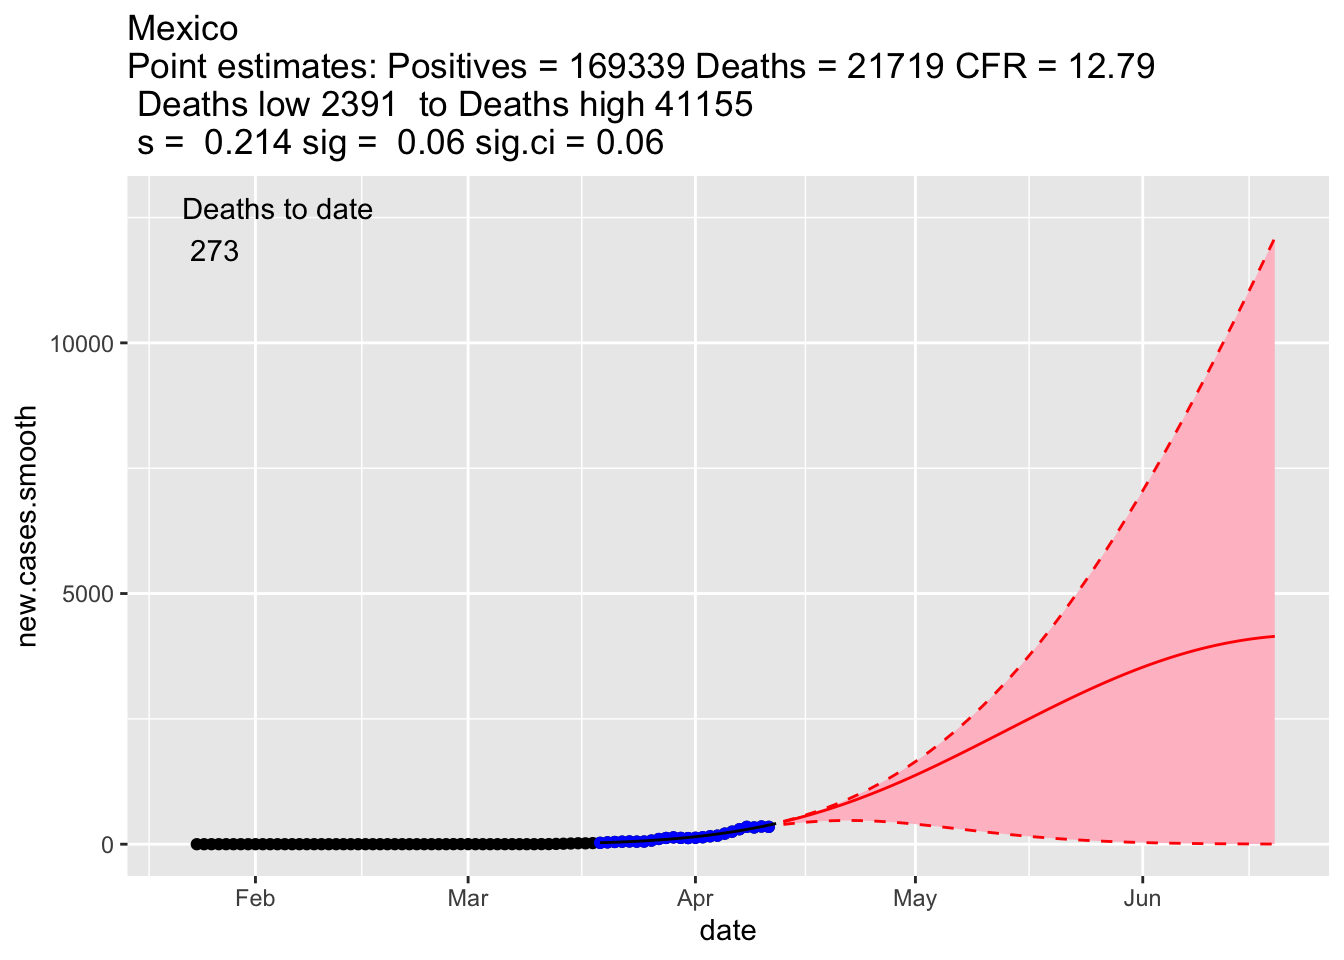 Mexico
Point estimates: Positives = 169339 Deaths = 21719 CFR = 12.79
Deaths low 2391  to Deaths high 41155
s =  0.214 sig =  0.06 sig.ci = 0.06
Deaths to date
273
10000
5000
0
new.cases.smooth
Feb Mar Apr May Jun
date